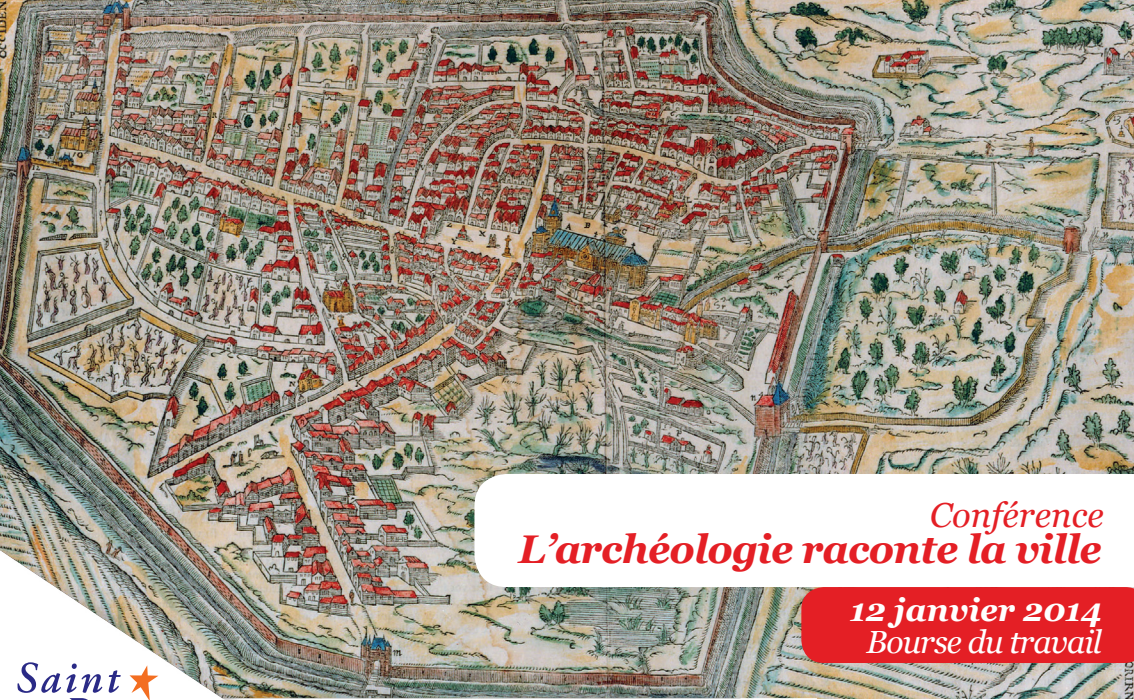 Conférence
L’archéologie raconte la ville
12 janvier 2014
Bourse du travail
Saint